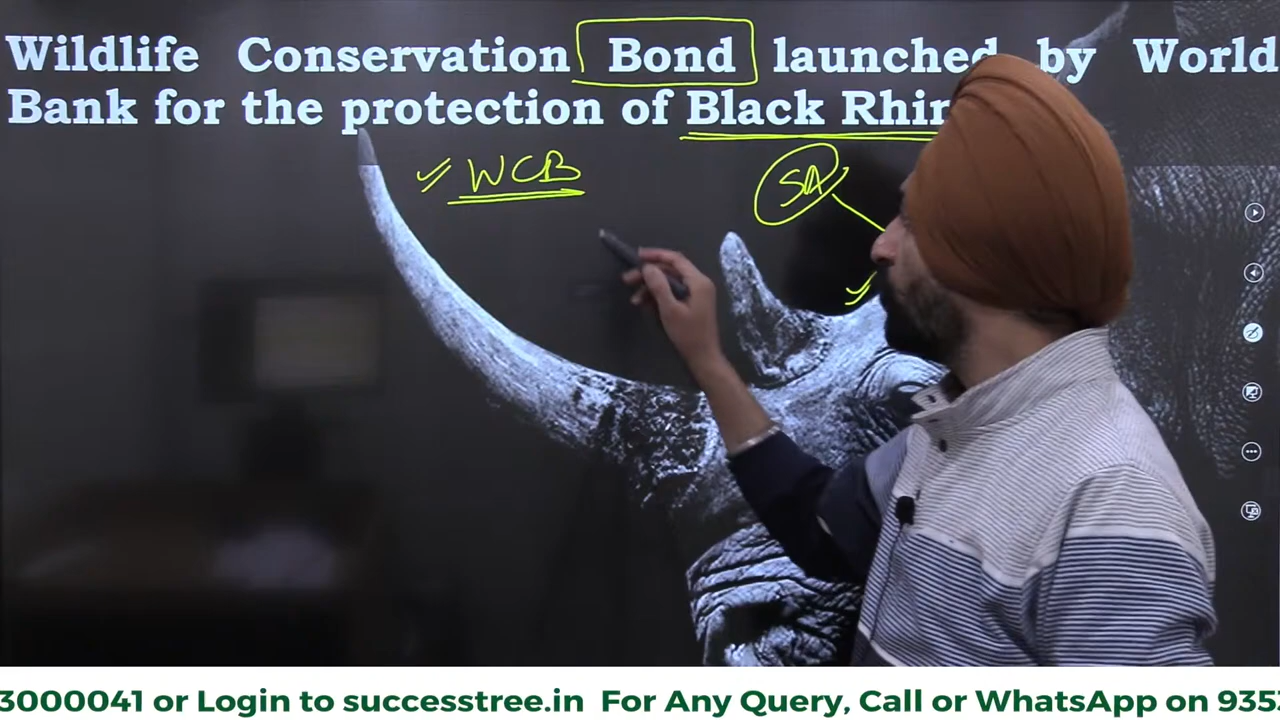 Wildlife Conservation Bond launched by World
Bank for the protection of Black Rhin
WCB
SA
3000041 or Login to successtree.in For Any Query, Call or WhatsApp on 935